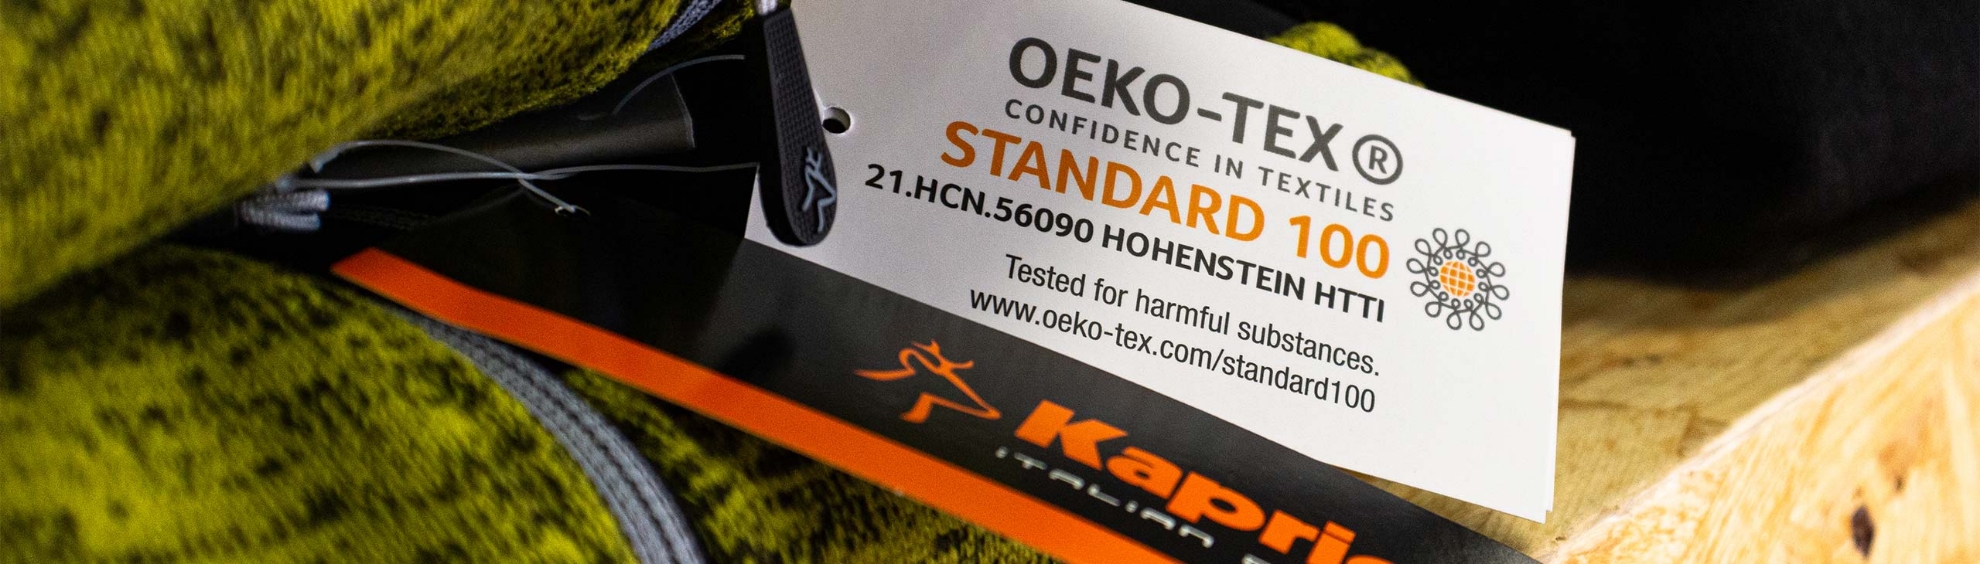 OEKO-TEX®
CONFIDENCE IN TEXTILES
STANDARD 100
21.HCN.56090 HOHENSTEIN HTTI
Tested for harmful substances.
www.oeko-tex.com/standard100
ITALIAN